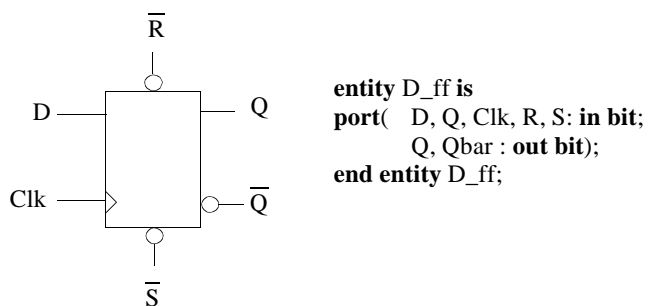 R̅
D
Q
Clk
Q̅
S̅
entity D_ff is
port( D, Q, Clk, R, S: in bit;
Q, Qbar : out bit);
end entity D_ff;